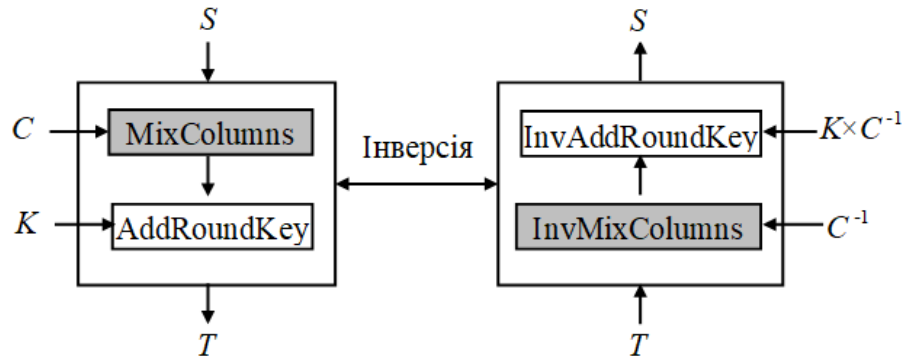 S
C
MixColumns
K
AddRoundKey
T
Інверсія
S
InvAddRoundKey
K×C⁻¹
InvMixColumns
C⁻¹
T